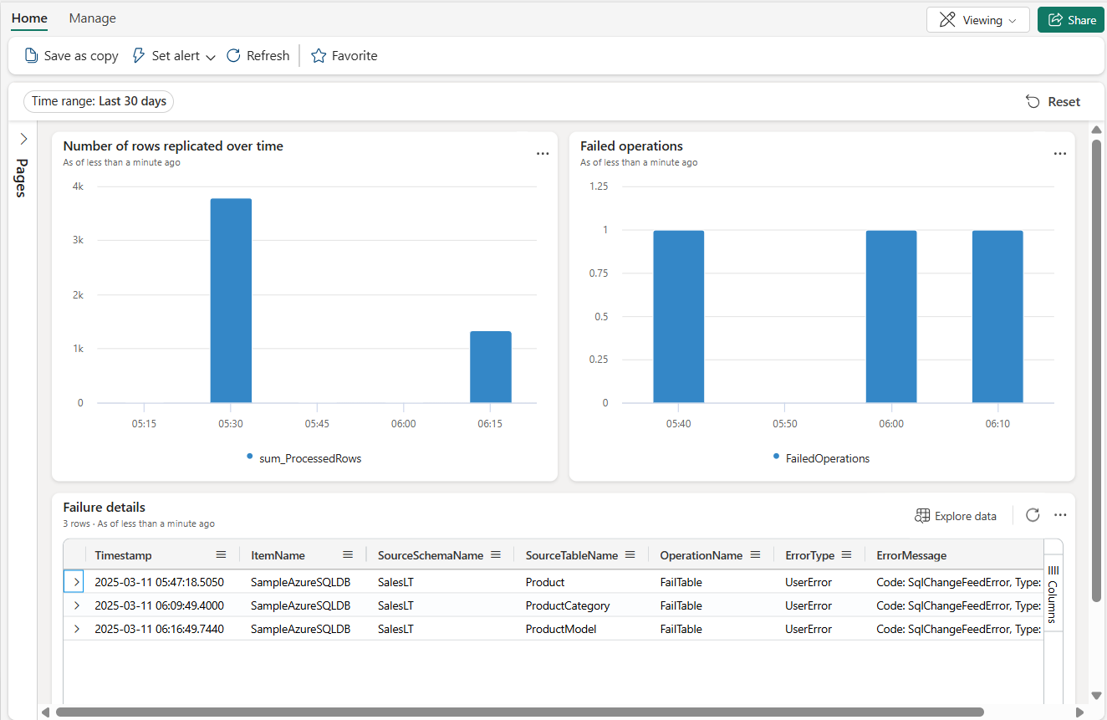 Home Manage Viewing Share
Save as copy Set alert Refresh Favorite
Time range: Last 30 days Reset
Pages
Number of rows replicated over time
As of less than a minute ago
4k
3k
2k
1k
0
05:15 05:30 05:45 06:00 06:15
sum_ProcessedRows
Failed operations
As of less than a minute ago
1.25
1
0.75
0.5
0.25
0
05:40 05:50 06:00 06:10
FailedOperations
Failure details
3 rows · As of less than a minute ago
Explore data
Timestamp ItemName SourceSchemaName SourceTableName OperationName ErrorType ErrorMessage
2025-03-11 05:47:18.5050 SampleAzureSQLDB SalesLT Product FailTable UserError Code: SqlChangeFeedError, Type:
2025-03-11 06:09:49.4000 SampleAzureSQLDB SalesLT ProductCategory FailTable UserError Code: SqlChangeFeedError, Type:
2025-03-11 06:16:49.7440 SampleAzureSQLDB SalesLT ProductModel FailTable UserError Code: SqlChangeFeedError, Type:
Columns